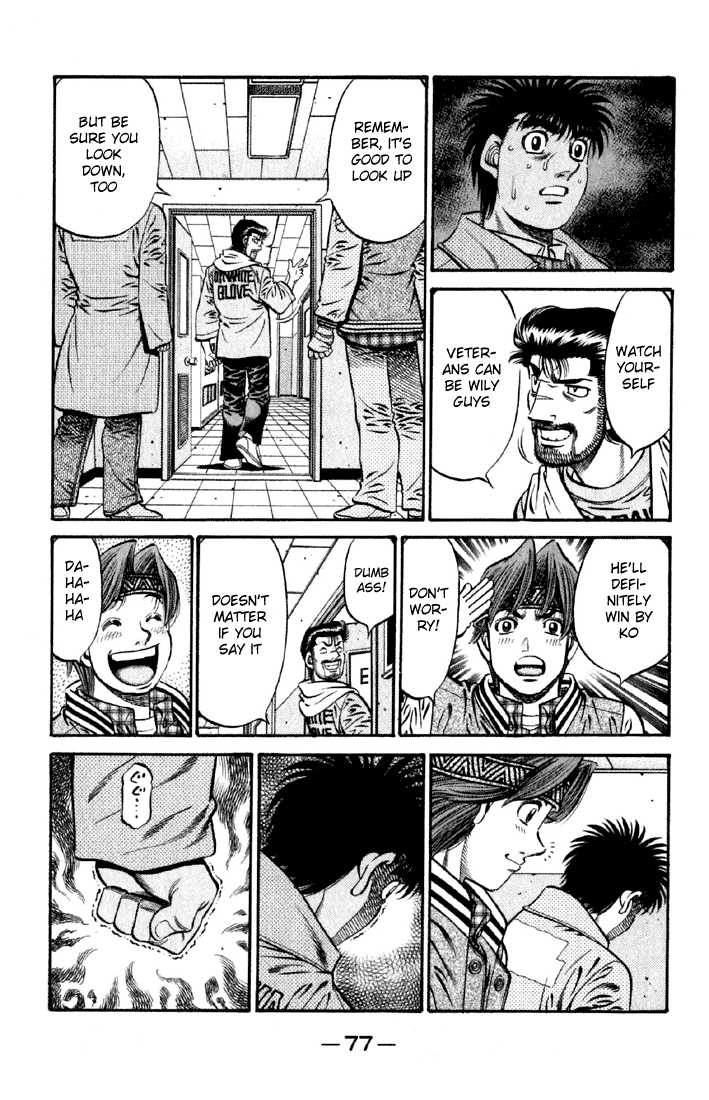 WATCH
YOUR-
SELF
VETER-
ANS CAN
BE WILY
GUYS
REMEM-
BER, IT'S
GOOD TO
LOOK UP
BUT BE
SURE YOU
LOOK
DOWN,
TOO
GLOVE
HE'LL
DEFI-
NITELY
WIN BY
KO
DON'T
WOR-
RY!
DUMB
ASS!
DOESN'T
MATTER
IF YOU
SAY IT
E
DA-
HA-
HA-
HA
ぐぐ…
—77—